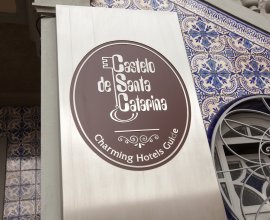 Castelo
de Santa
Catarina
Charming Hotels Guide